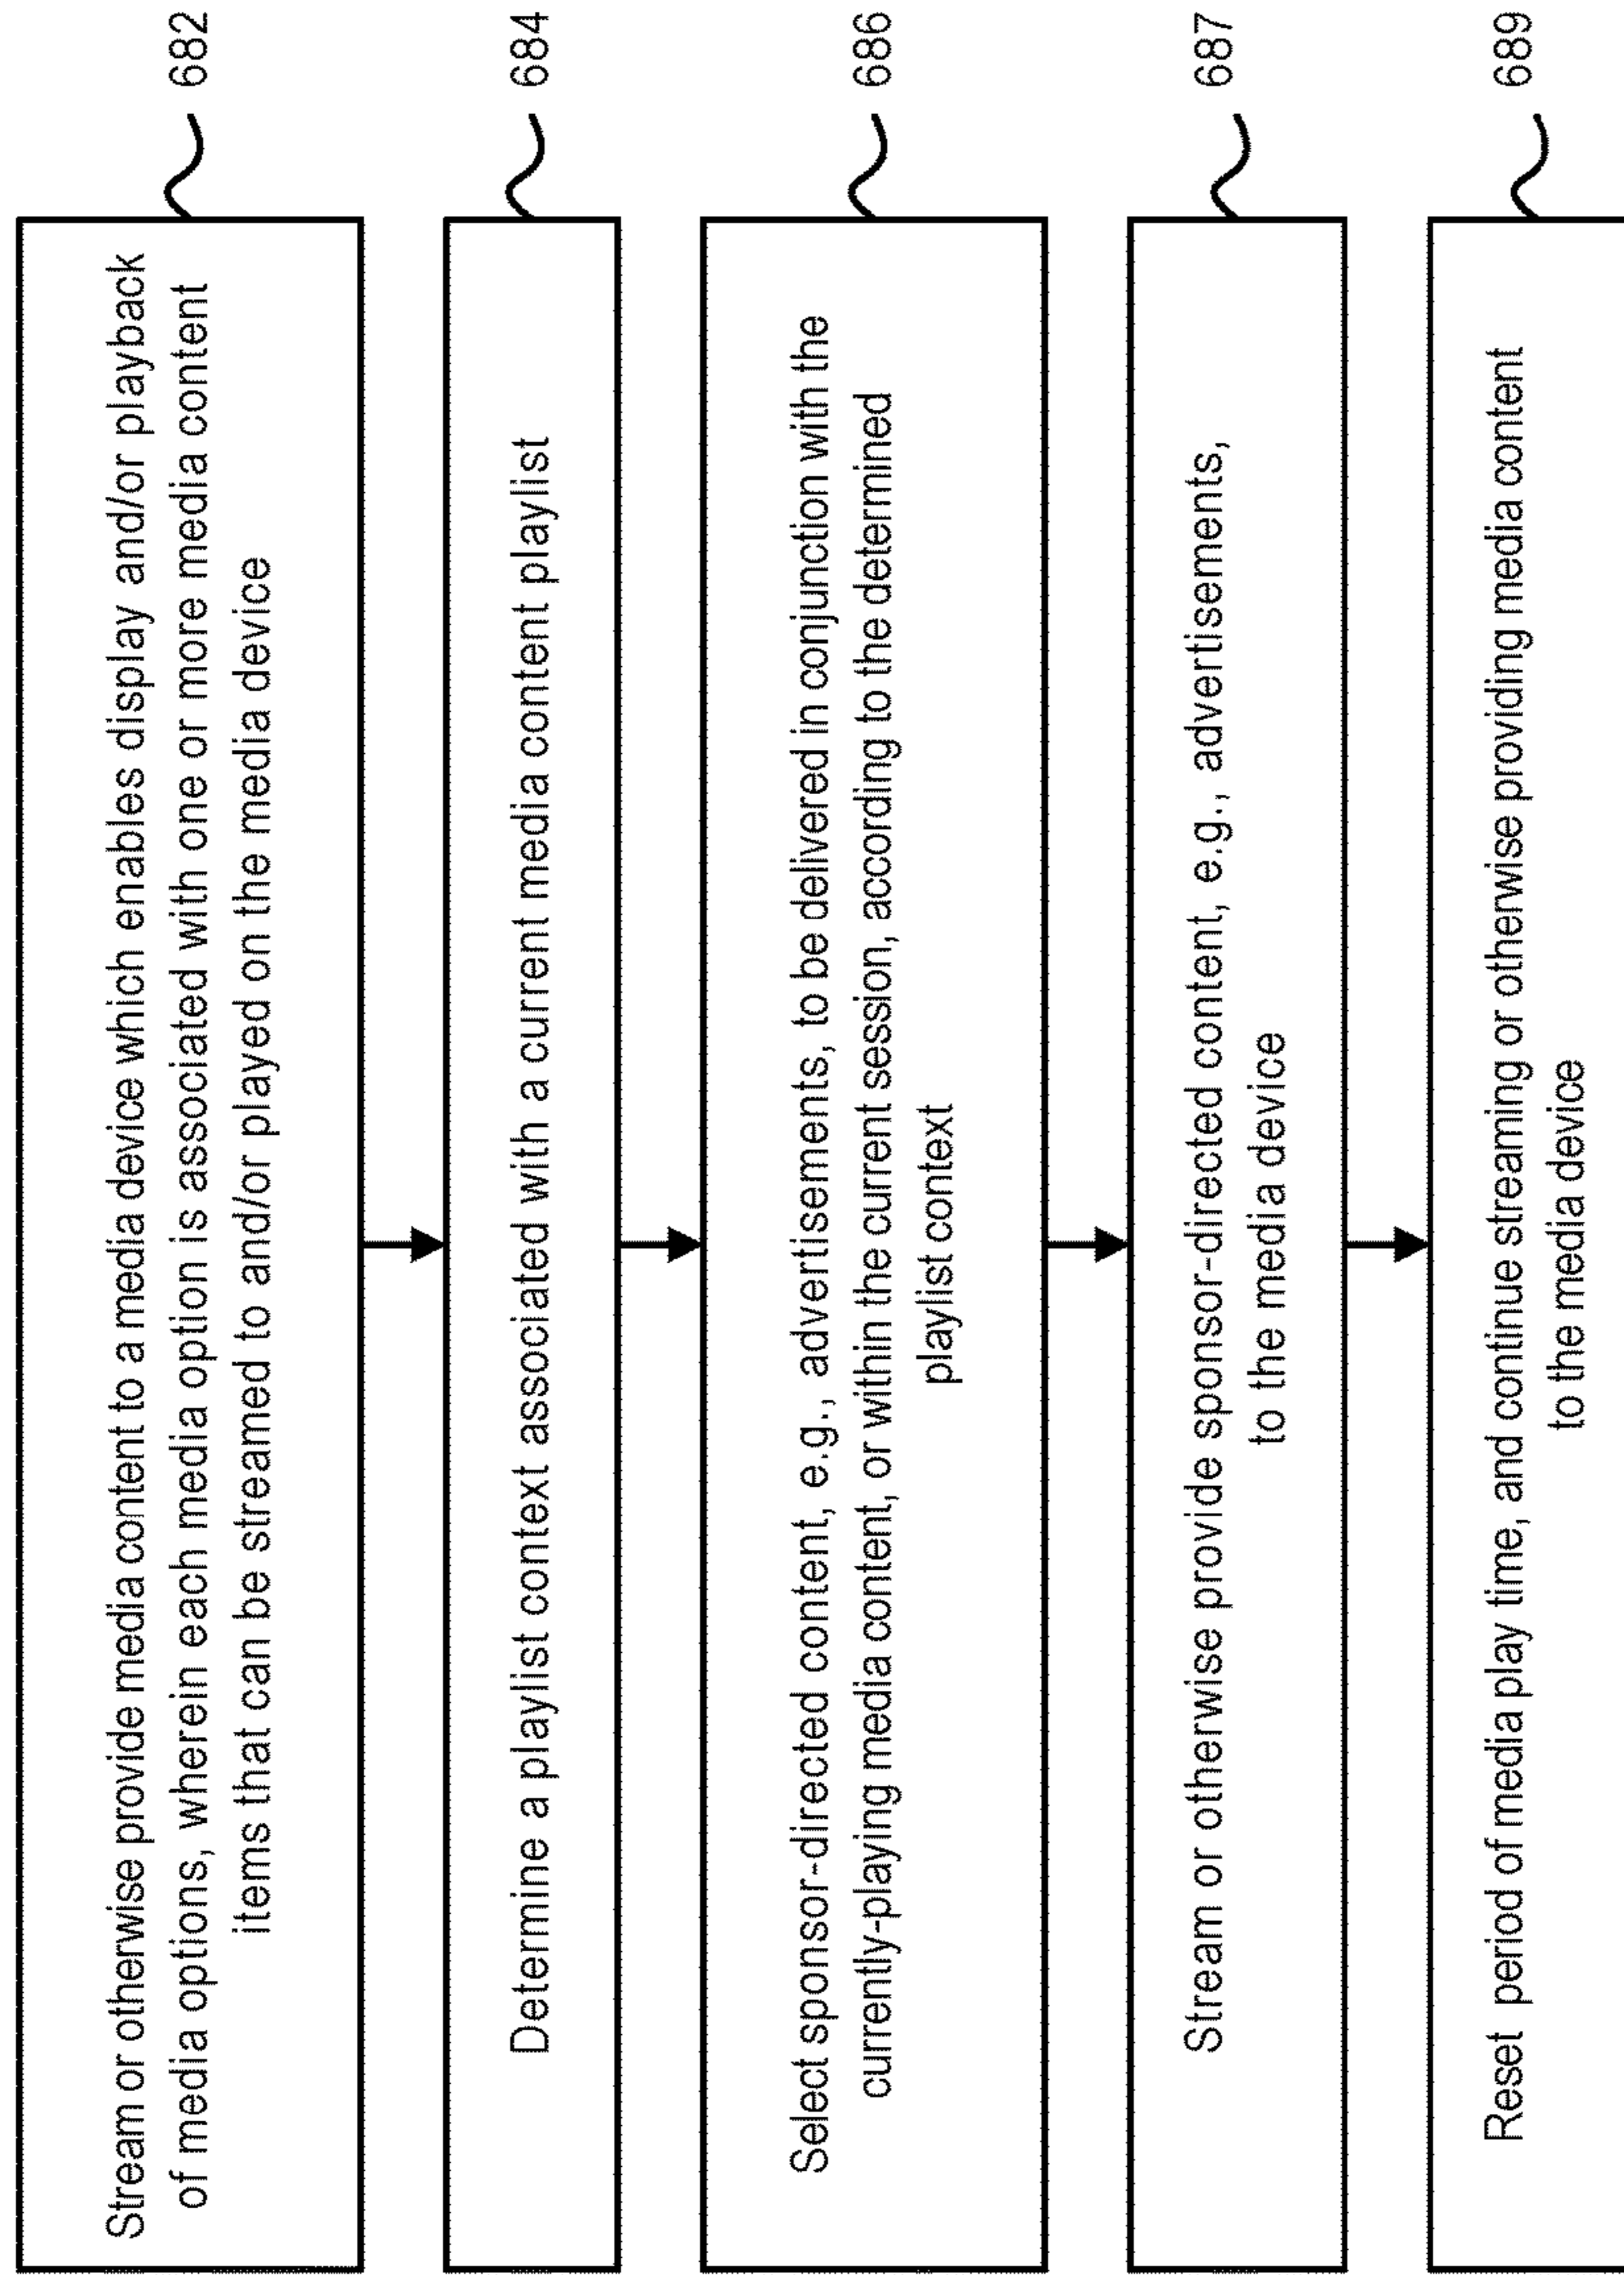 Stream or otherwise provide media content to a media device which enables display and/or playback
of media options, wherein each media option is associated with one or more media content
items that can be streamed to and/or played on the media device
682
Determine a playlist context associated with a current media content playlist
684
Select sponsor-directed content, e.g., advertisements, to be delivered in conjunction with the
currently-playing media content, or within the current session, according to the determined
playlist context
686
Stream or otherwise provide sponsor-directed content, e.g., advertisements,
to the media device
687
Reset period of media play time, and continue streaming or otherwise providing media content
to the media device
689